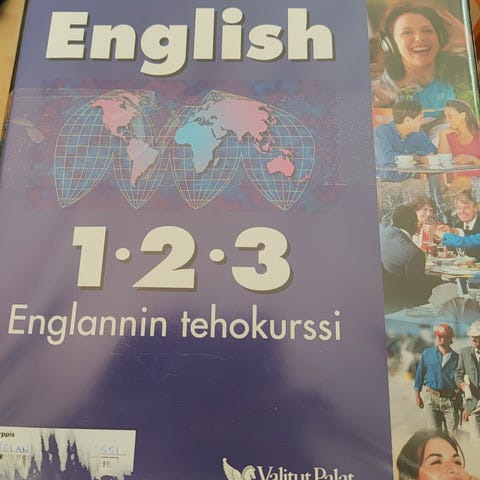 English
1·2·3
Englannin tehokurssi
Valitut Palat